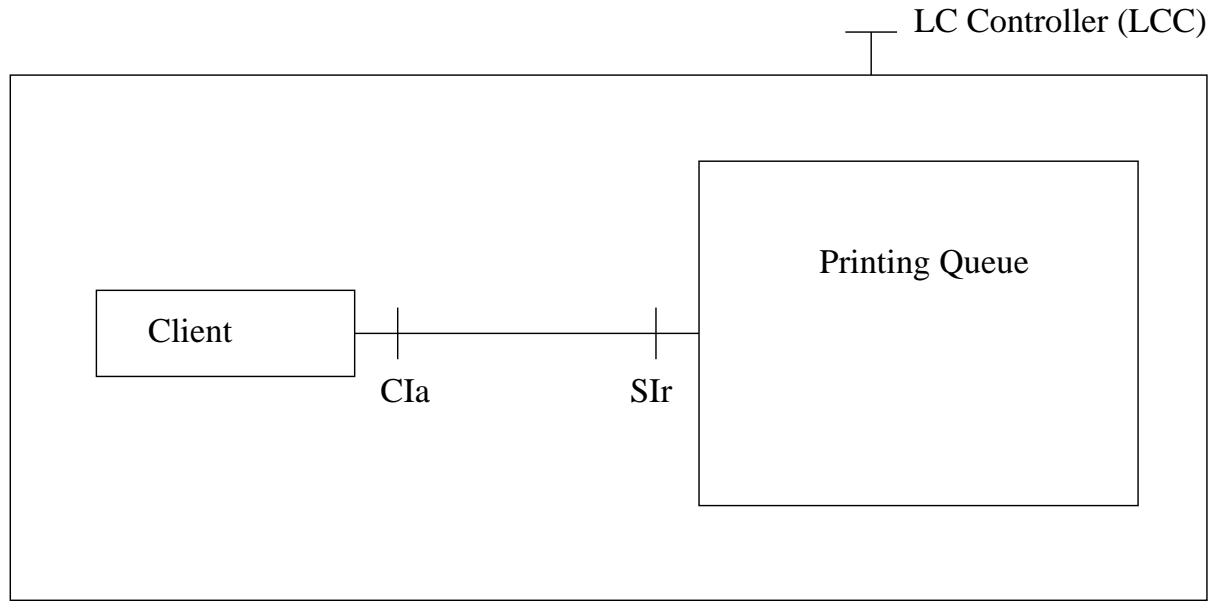 LC Controller (LCC)
Printing Queue
Client
CIa
SIr